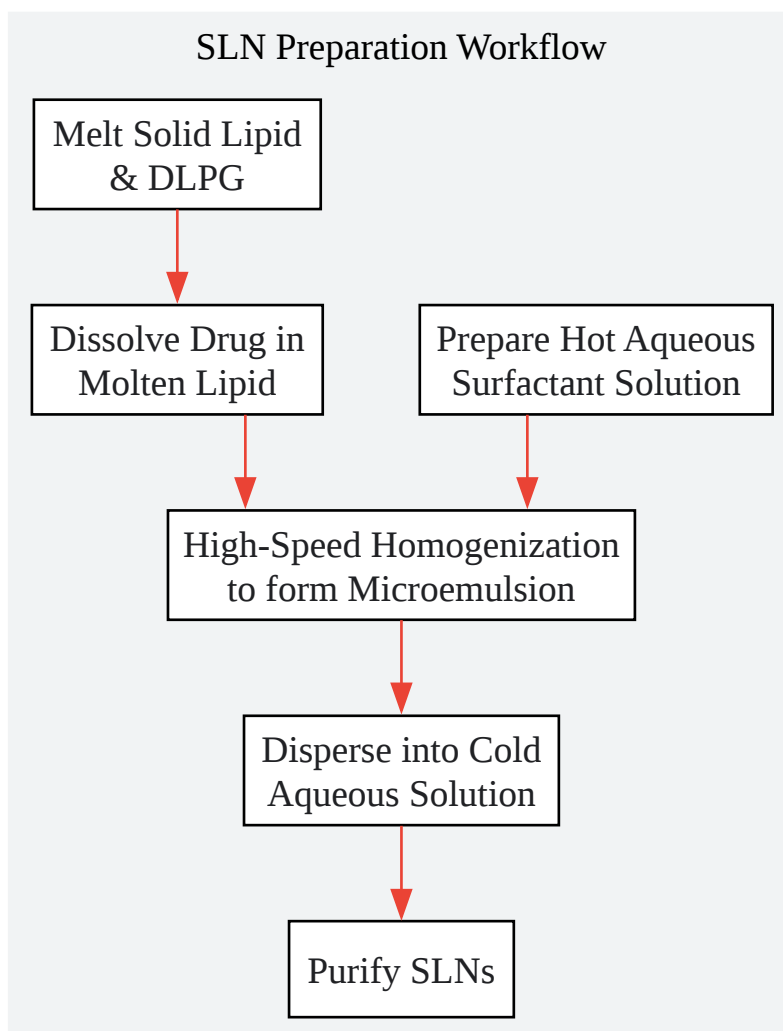 SLN Preparation Workflow
Melt Solid Lipid
& DLPG
Dissolve Drug in
Molten Lipid
Prepare Hot Aqueous
Surfactant Solution
High-Speed Homogenization
to form Microemulsion
Disperse into Cold
Aqueous Solution
Purify SLNs